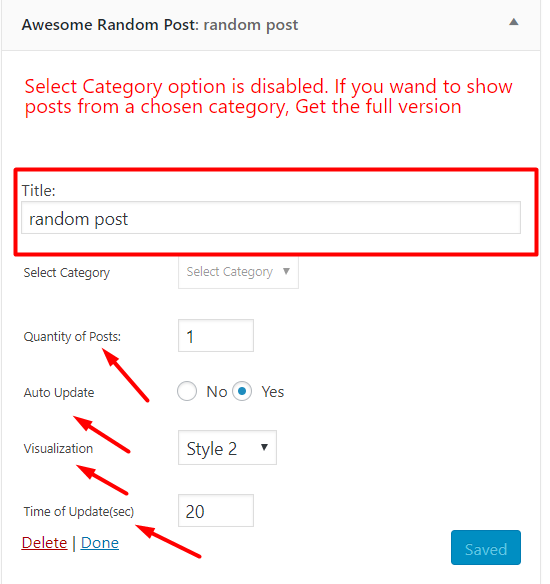 Awesome Random Post: random post
Select Category option is disabled. If you wand to show
posts from a chosen category, Get the full version
Title:
random post
Select Category Select Category
Quantity of Posts: 1
Auto Update No Yes
Visualization Style 2
Time of Update(sec) 20
Delete | Done Saved